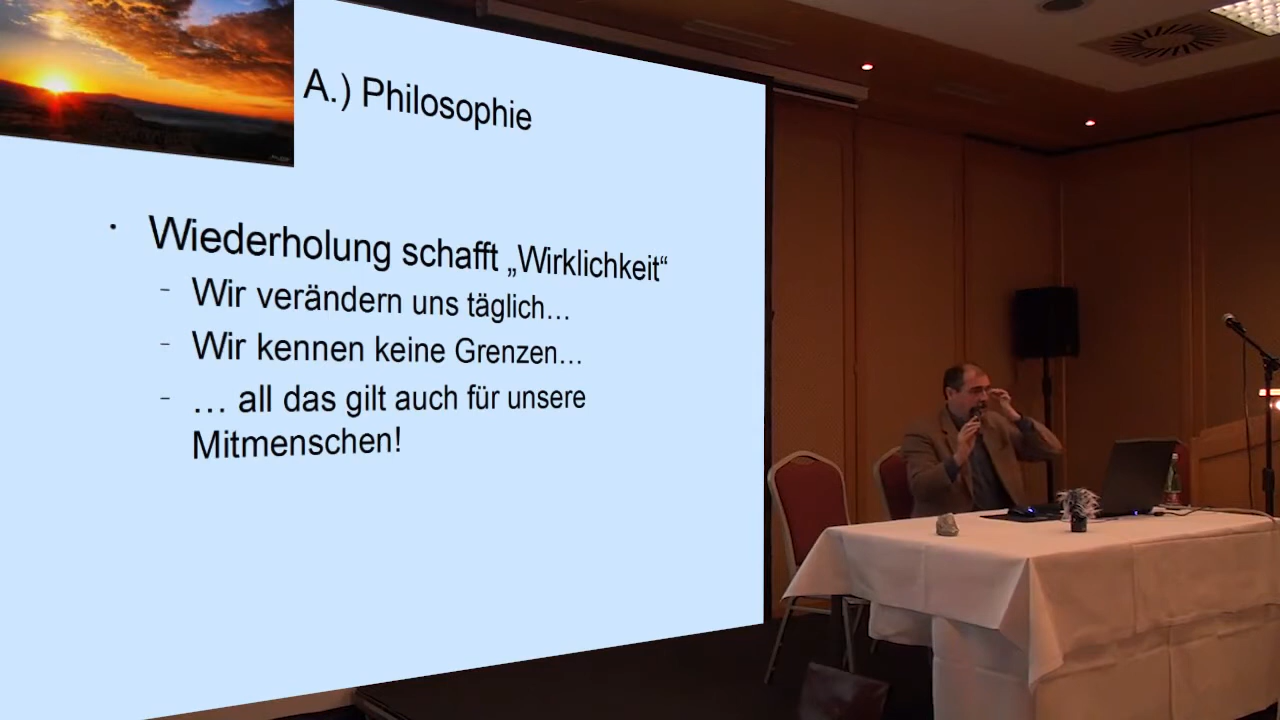 A.) Philosophie
Wiederholung schafft „Wirklichkeit“
Wir verändern uns täglich...
Wir kennen keine Grenzen...
... all das gilt auch für unsere
Mitmenschen!